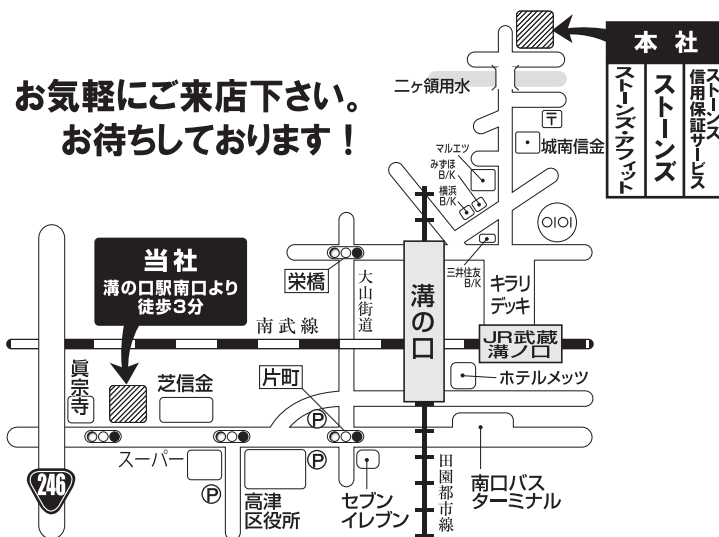 お気軽にご来店下さい。
お待ちしております！
本社
ストーンズ・アフィット
ストーンズ
ストーンズ
信用保証サービス
二ヶ領用水
〒
城南信金
マルエツ
みずほ
B/K
横浜
B/K
OIOI
三井住友
B/K
キラリ
デッキ
当社
溝の口駅南口より
徒歩3分
栄橋
大山街道
溝の口
南武線
JR武蔵
溝ノ口
ホテルメッツ
眞宗寺
芝信金
片町
P
スーパー
P
P
高津
区役所
セブン
イレブン
田園都市線
南口バス
ターミナル
246